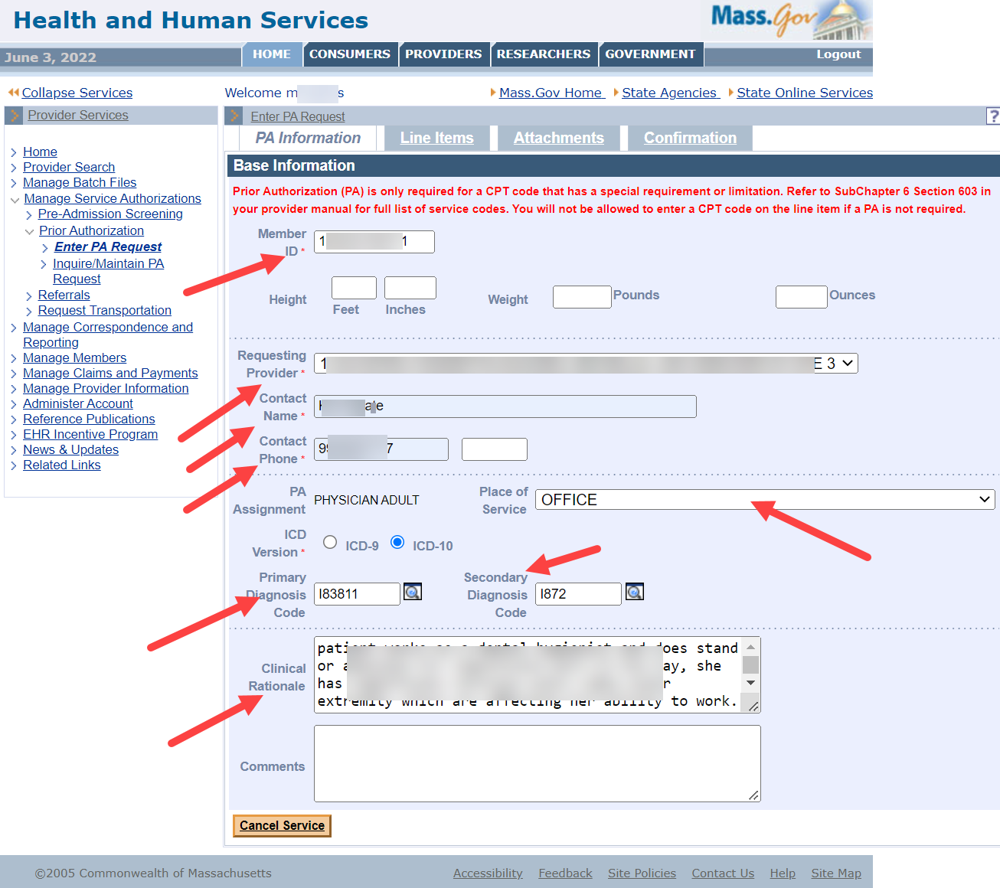 Health and Human Services
Mass.Gov
June 3, 2022
HOME CONSUMERS PROVIDERS RESEARCHERS GOVERNMENT
Logout
Collapse Services
Welcome m s
Mass.Gov Home State Agencies State Online Services
Provider Services
Home
Provider Search
Manage Batch Files
Manage Service Authorizations
Pre-Admission Screening
Prior Authorization
Enter PA Request
Inquire/Maintain PA
Request
Referrals
Request Transportation
Manage Correspondence and
Reporting
Manage Members
Manage Claims and Payments
Manage Provider Information
Administer Account
Reference Publications
EHR Incentive Program
News & Updates
Related Links
Enter PA Request
?
PA Information Line Items Attachments Confirmation
Base Information
Prior Authorization (PA) is only required for a CPT code that has a special requirement or limitation. Refer to SubChapter 6 Section 603 in
your provider manual for full list of service codes. You will not be allowed to enter a CPT code on the line item if a PA is not required.
Member
ID * 1 1
Height
Feet Inches
Weight
Pounds
Ounces
Requesting
Provider * 1 E 3
Contact
Name *
Contact
Phone * 9 7
PA
Assignment
PHYSICIAN ADULT
Place of
Service
OFFICE
ICD
Version *
ICD-9 ICD-10
Primary
Diagnosis
Code
I83811
Secondary
Diagnosis
Code
I872
Clinical
Rationale
patient works as a dental hygienist and does stand
or ay, she
has r
extremity which are affecting her ability to work.
Comments
Cancel Service
©2005 Commonwealth of Massachusetts
Accessibility Feedback Site Policies Contact Us Help Site Map